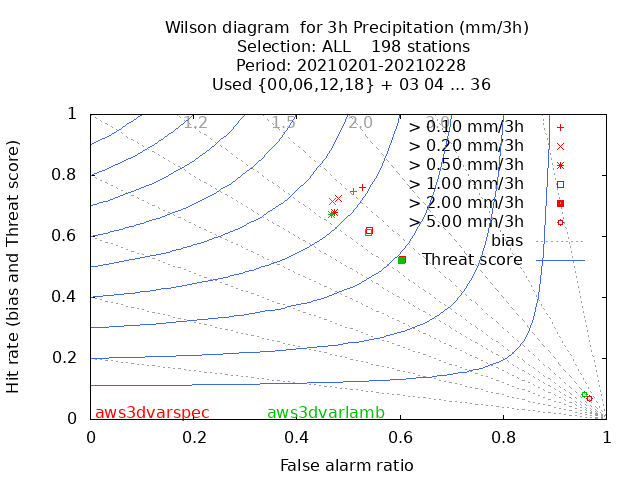 Wilson diagram  for 3h Precipitation (mm/3h)
Selection: ALL    198 stations
Period: 20210201-20210228
Used {00,06,12,18} + 03 04 ... 36
1.2 1.5 2.0 3.0
> 0.10 mm/3h
> 0.20 mm/3h
> 0.50 mm/3h
> 1.00 mm/3h
> 2.00 mm/3h
> 5.00 mm/3h
bias
Threat score
Hit rate (bias and Threat score)
1
0.8
0.6
0.4
0.2
0
aws3dvarspec aws3dvarlamb
0 0.2 0.4 0.6 0.8 1
False alarm ratio